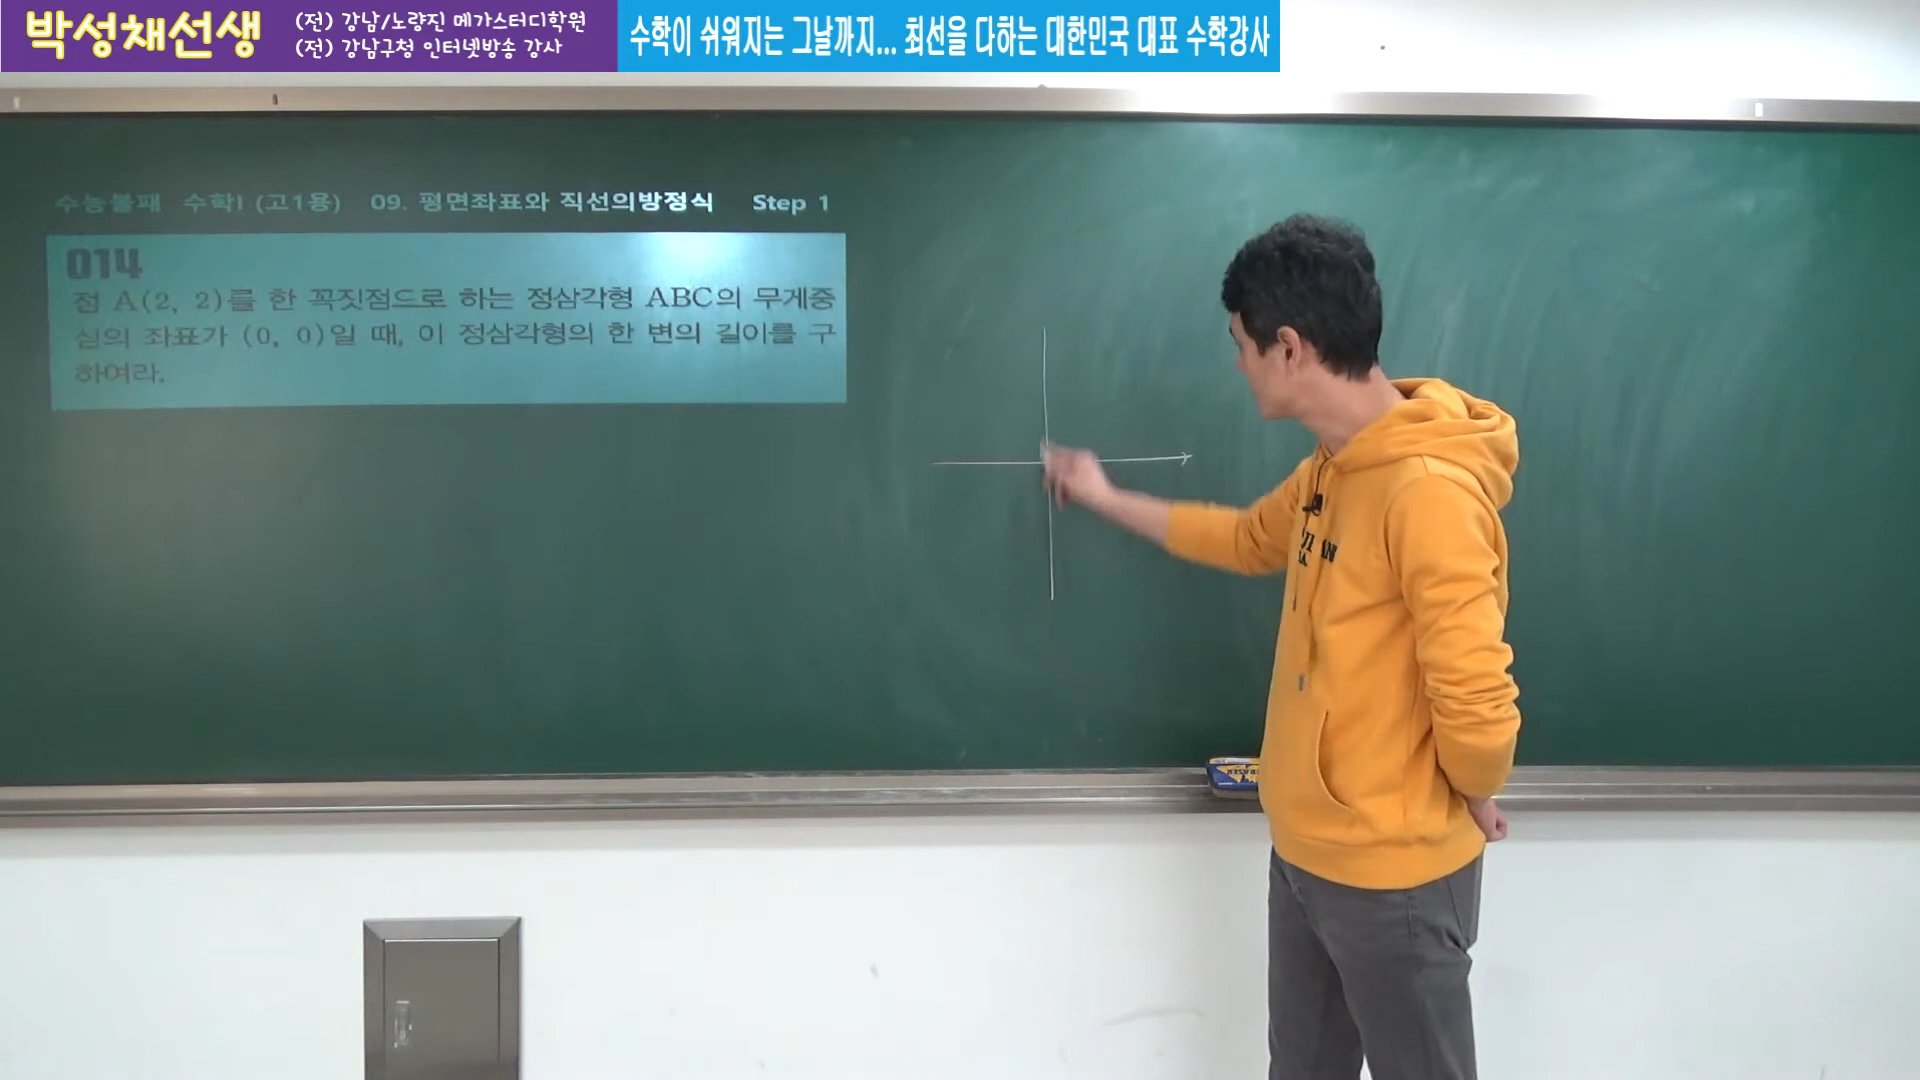 박성채선생
(전) 강남/노량진 메가스터디학원
(전) 강남구청 인터넷방송 강사
수학이 쉬워지는 그날까지... 최선을 다하는 대한민국 대표 수학강사
수능불패 수학I (고1용) 09. 평면좌표와 직선의방정식 Step 1
014
점 A(2, 2)를 한 꼭짓점으로 하는 정삼각형 ABC의 무게중
심의 좌표가 (0, 0)일 때, 이 정삼각형의 한 변의 길이를 구
하여라.